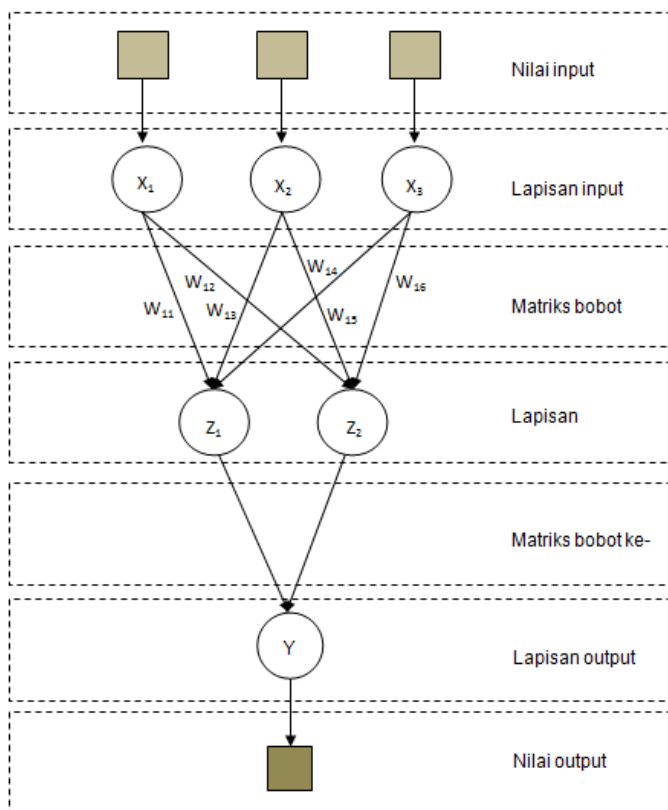 Nilai input
X₁ X₂ X₃ Lapisan input
W₁₄
W₁₂ W₁₆
W₁₁ W₁₃ W₁₅ Matriks bobot
Z₁ Z₂ Lapisan
Matriks bobot ke-
Y Lapisan output
Nilai output